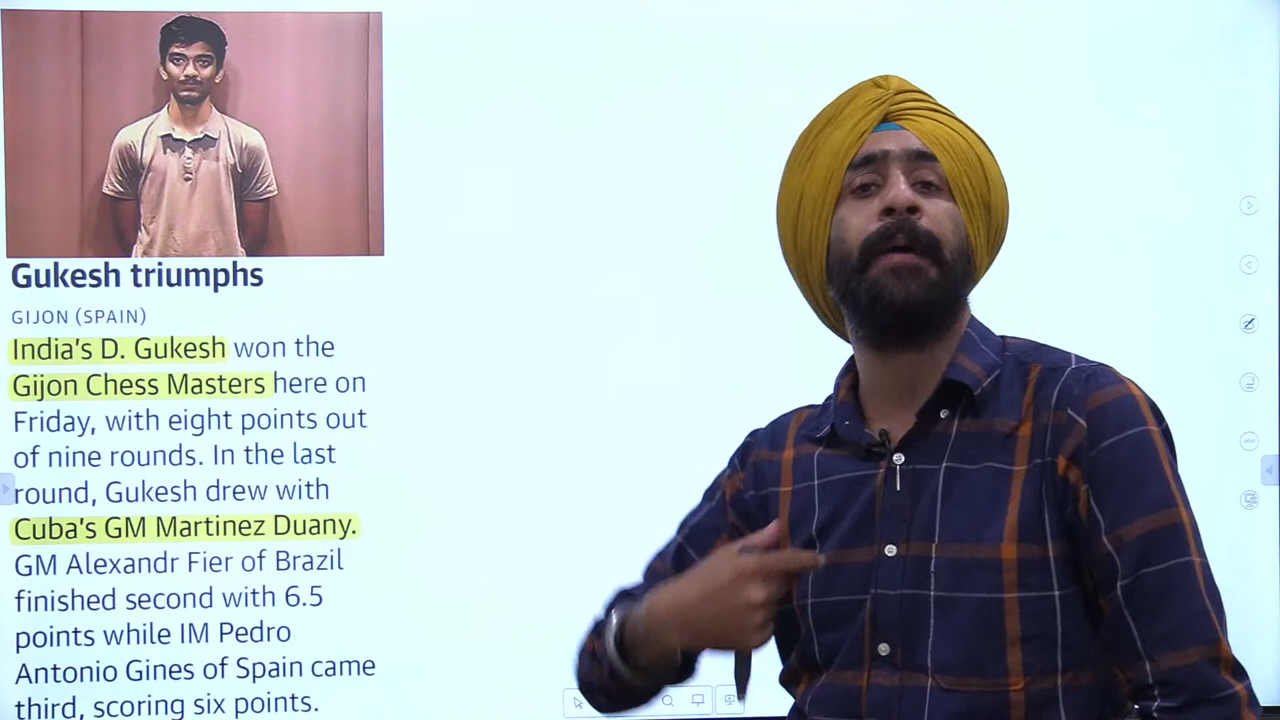 Gukesh triumphs
GIJON (SPAIN)
India's D. Gukesh won the
Gijon Chess Masters here on
Friday, with eight points out
of nine rounds. In the last
round, Gukesh drew with
Cuba's GM Martinez Duany.
GM Alexandr Fier of Brazil
finished second with 6.5
points while IM Pedro
Antonio Gines of Spain came
third, scoring six points.